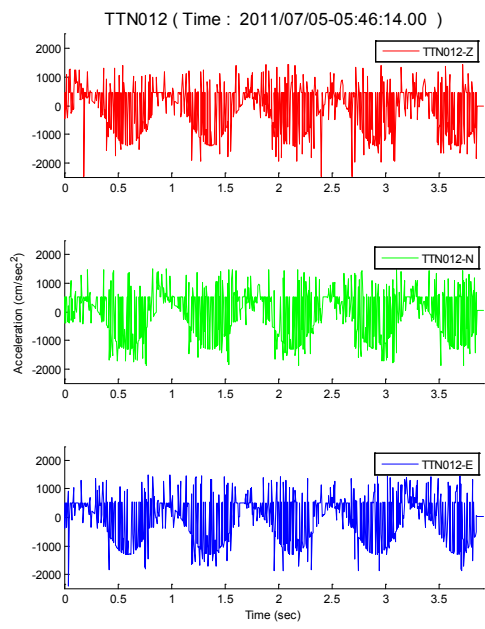 TTN012 ( Time : 2011/07/05-05:46:14.00 )
TTN012-Z
2000
1000
0
-1000
-2000
0 0.5 1 1.5 2 2.5 3 3.5
TTN012-N
Acceleration (cm/sec²)
2000
1000
0
-1000
-2000
0 0.5 1 1.5 2 2.5 3 3.5
TTN012-E
2000
1000
0
-1000
-2000
0 0.5 1 1.5 2 2.5 3 3.5
Time (sec)